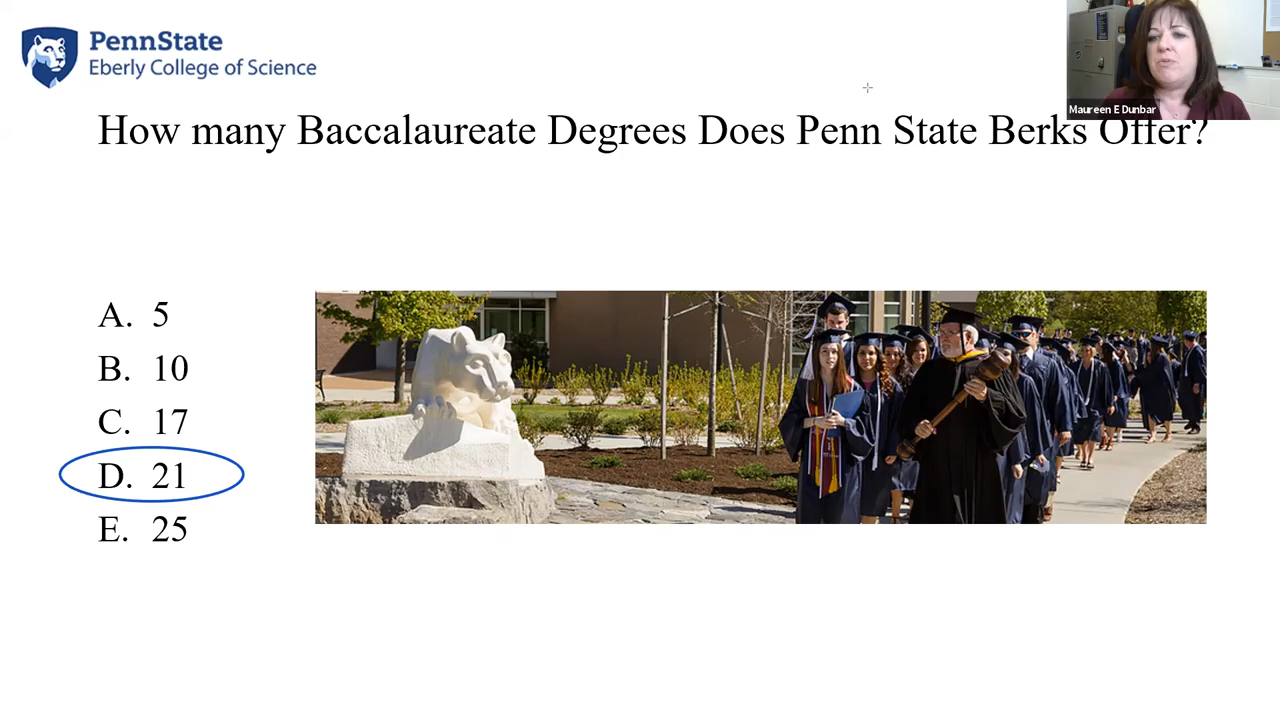 PennState
Eberly College of Science
Maureen E Dunbar
How many Baccalaureate Degrees Does Penn State Berks Offer?
A. 5
B. 10
C. 17
D. 21
E. 25